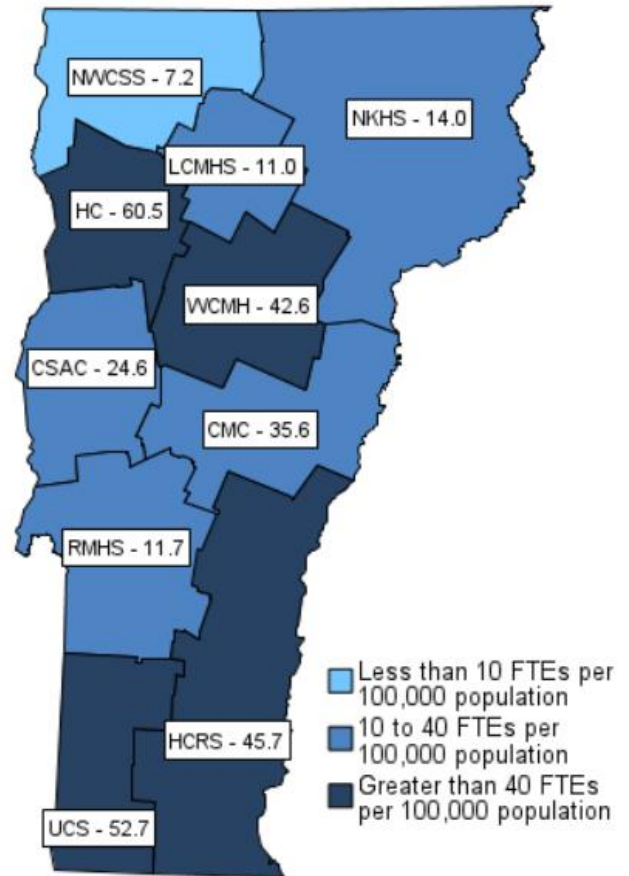 NWCSS - 7.2
NKHS - 14.0
LCMHS - 11.0
HC - 60.5
WCMH - 42.6
CSAC - 24.6
CMC - 35.6
RMHS - 11.7
HCRS - 45.7
UCS - 52.7
Less than 10 FTEs per
100,000 population
10 to 40 FTEs per
100,000 population
Greater than 40 FTEs
per 100,000 population